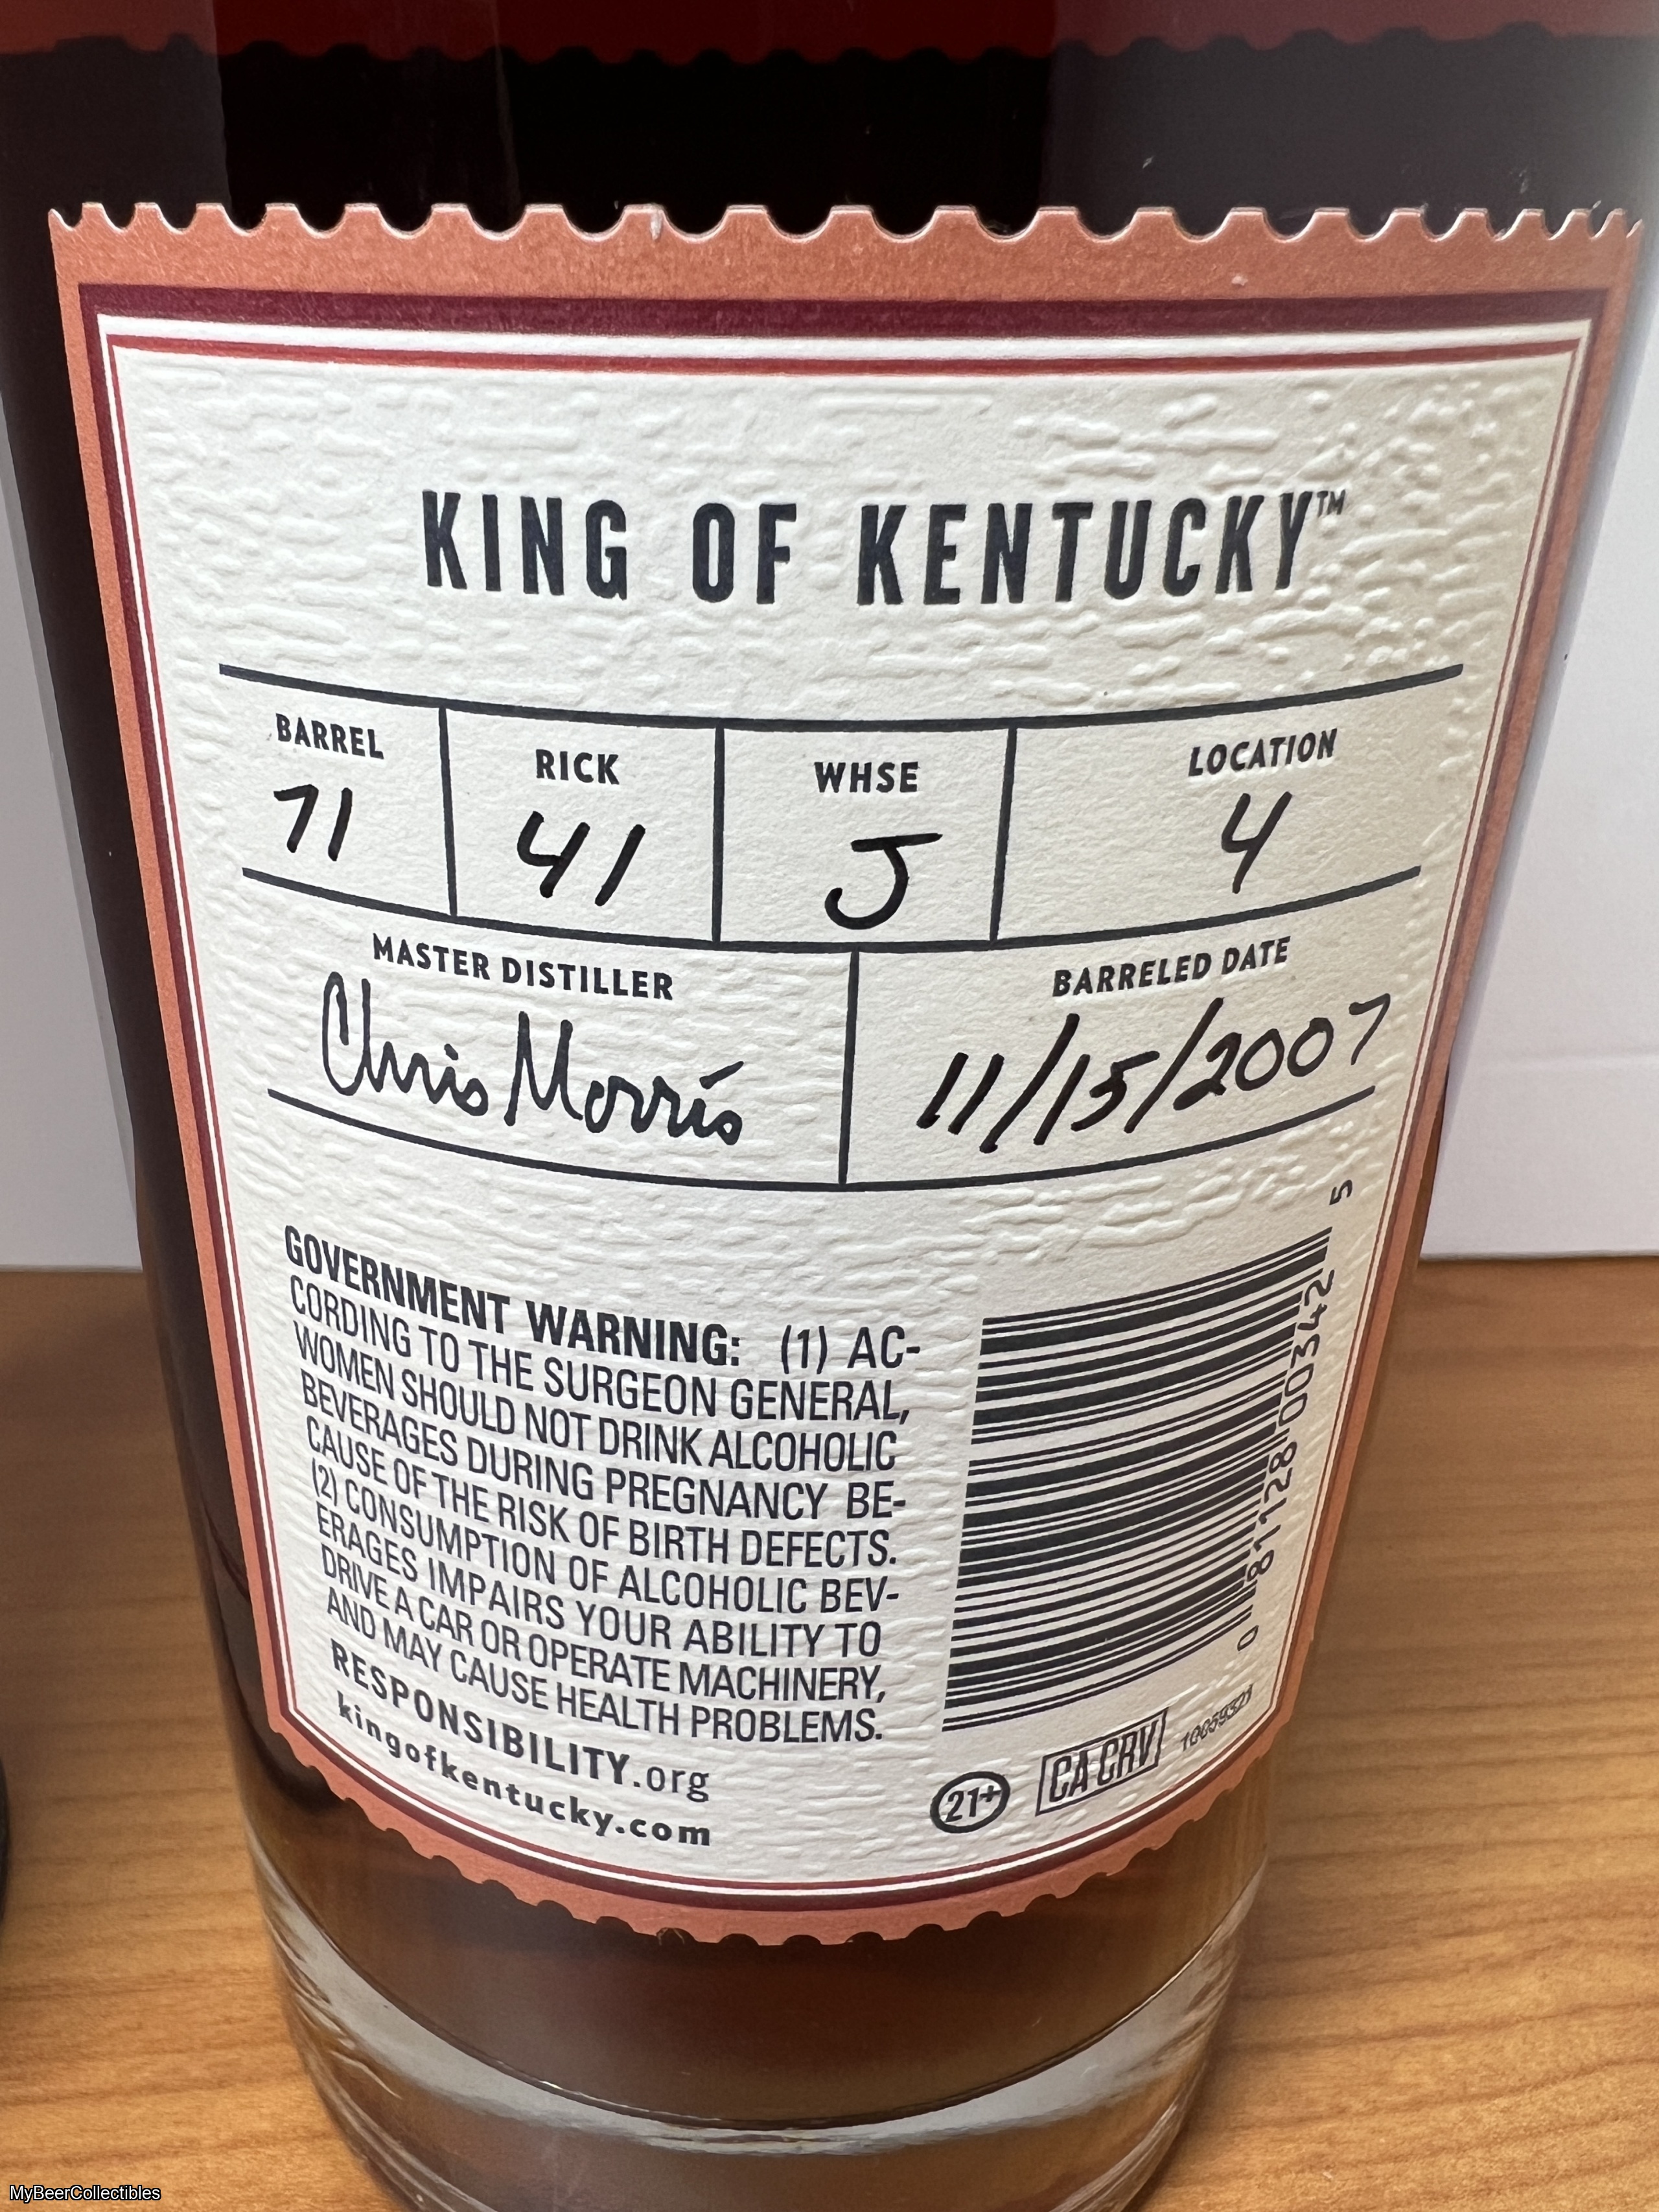 KING OF KENTUCKY™
BARREL
71
RICK
41
WHSE
J
LOCATION
4
MASTER DISTILLER
Chris Morris
BARRELED DATE
11/15/2007
GOVERNMENT WARNING: (1) AC-
CORDING TO THE SURGEON GENERAL,
WOMEN SHOULD NOT DRINK ALCOHOLIC
BEVERAGES DURING PREGNANCY BE-
CAUSE OF THE RISK OF BIRTH DEFECTS.
(2) CONSUMPTION OF ALCOHOLIC BEV-
ERAGES IMPAIRS YOUR ABILITY TO
DRIVE A CAR OR OPERATE MACHINERY,
AND MAY CAUSE HEALTH PROBLEMS.
RESPONSIBILITY.org
kingofkentucky.com
0 81128 00342 5
21+
CA CRV
MyBeerCollectibles